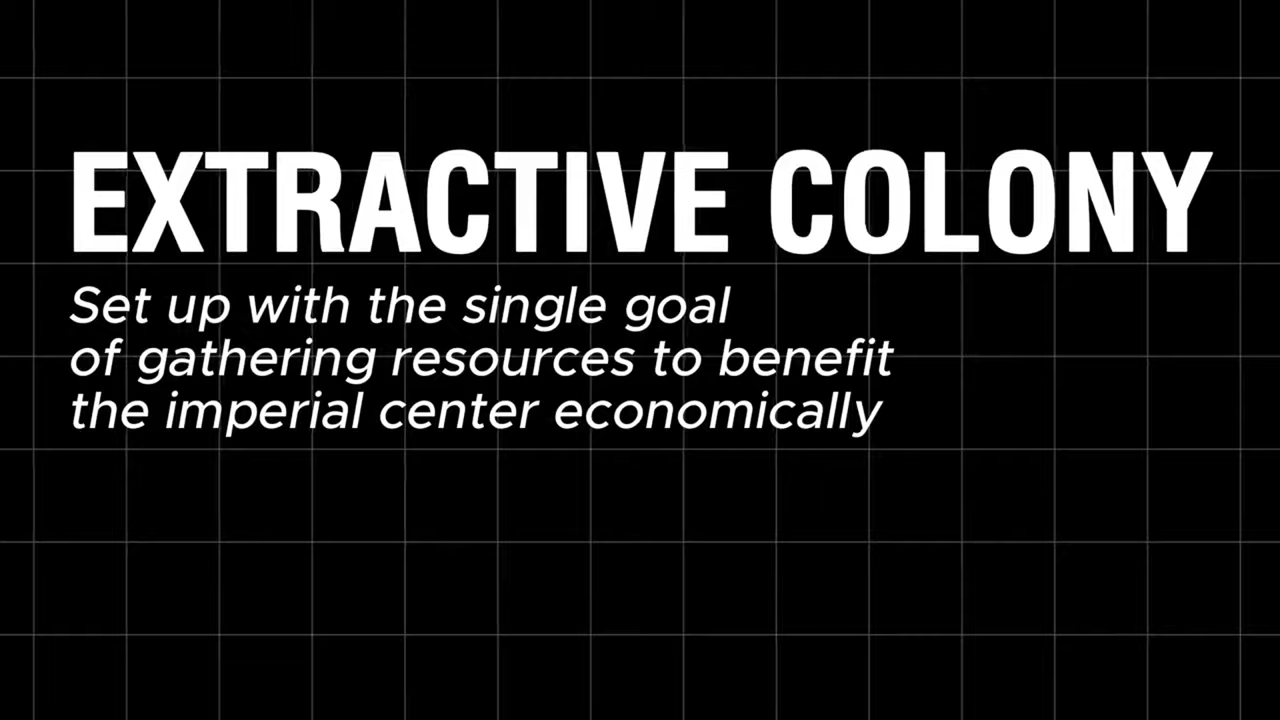 EXTRACTIVE COLONY
Set up with the single goal
of gathering resources to benefit
the imperial center economically